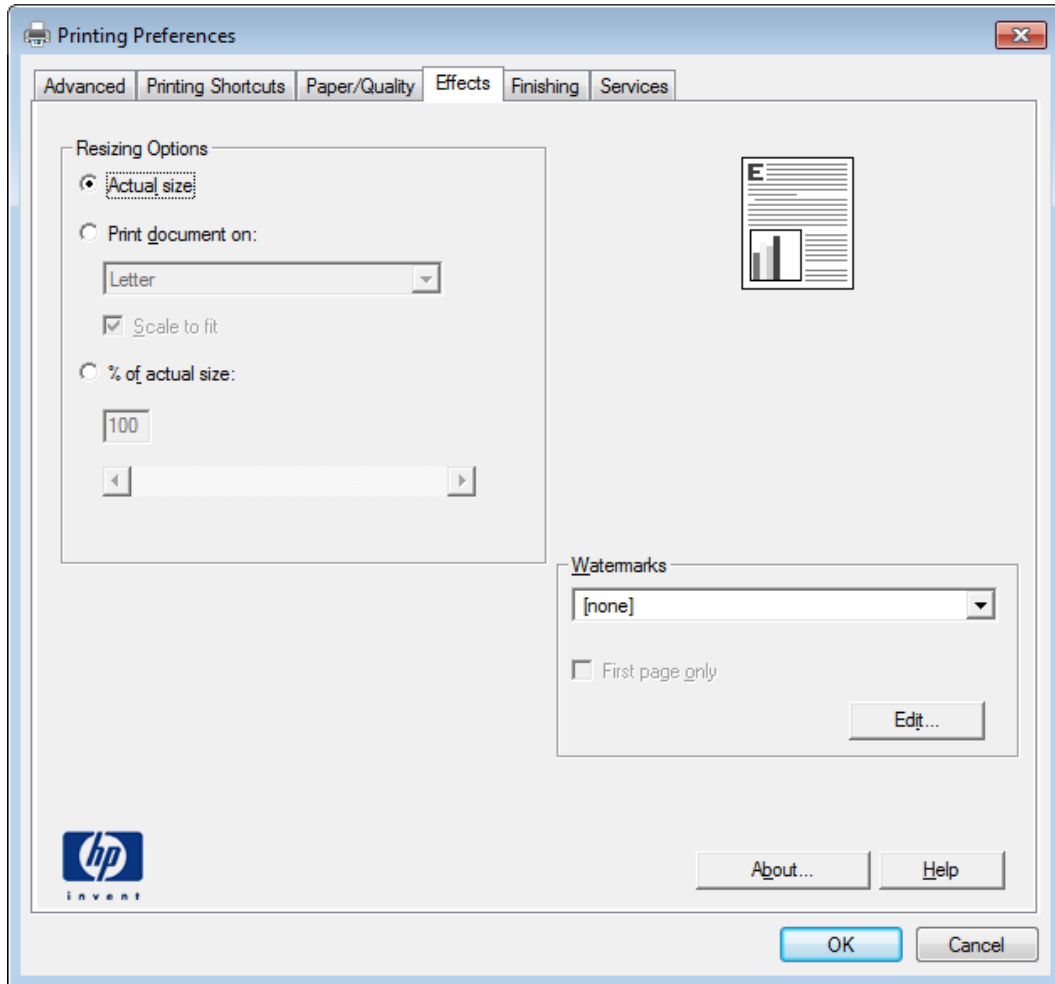 Printing Preferences
Advanced Printing Shortcuts Paper/Quality Effects Finishing Services
Resizing Options
Actual size
Print document on:
Letter
Scale to fit
% of actual size:
100
E
Watermarks
[none]
First page only
Edit...
hp
invent
About... Help
OK Cancel